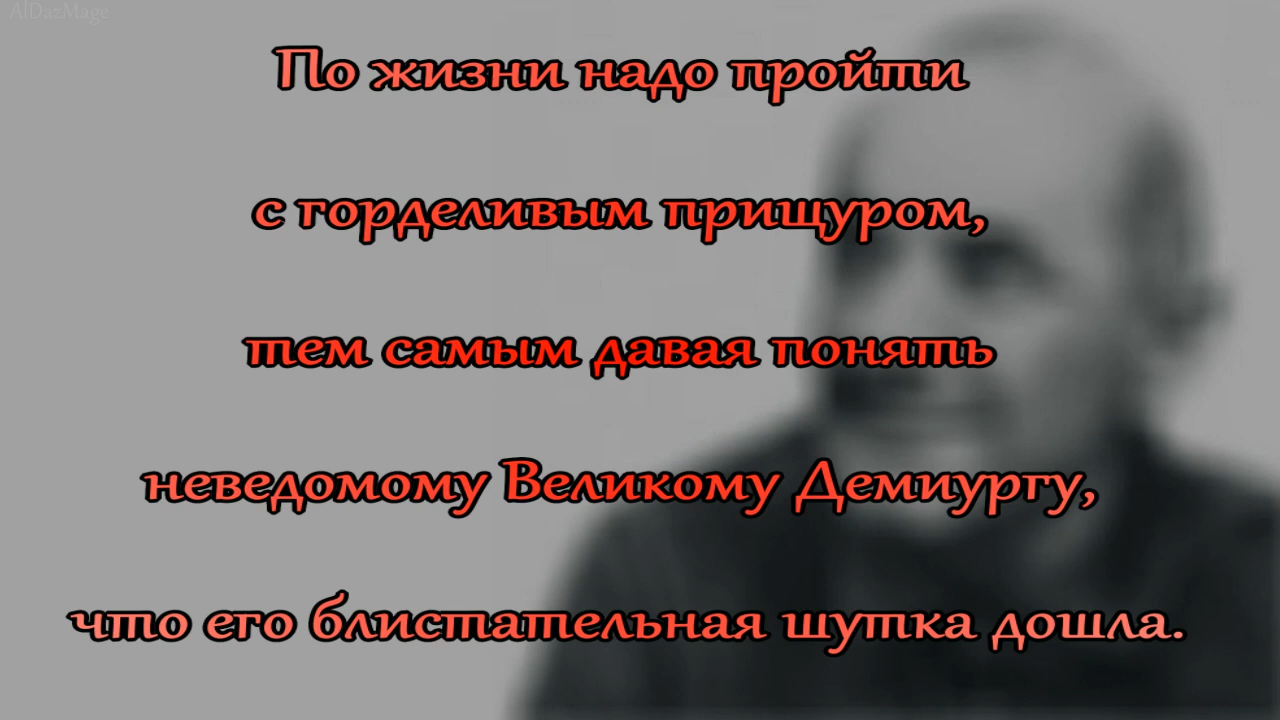 AlDazMage
По жизни надо пройти
с горделивым прищуром,
тем самым давая понять
неведомому Великому Демиургу,
что его блистательная шутка дошла.